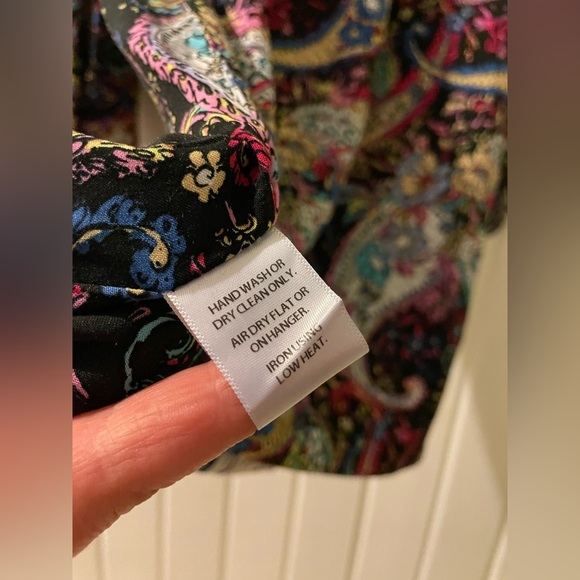 HAND WASH OR
DRY CLEAN ONLY.
AIR DRY FLAT OR
ON HANGER.
IRON USING
LOW HEAT.